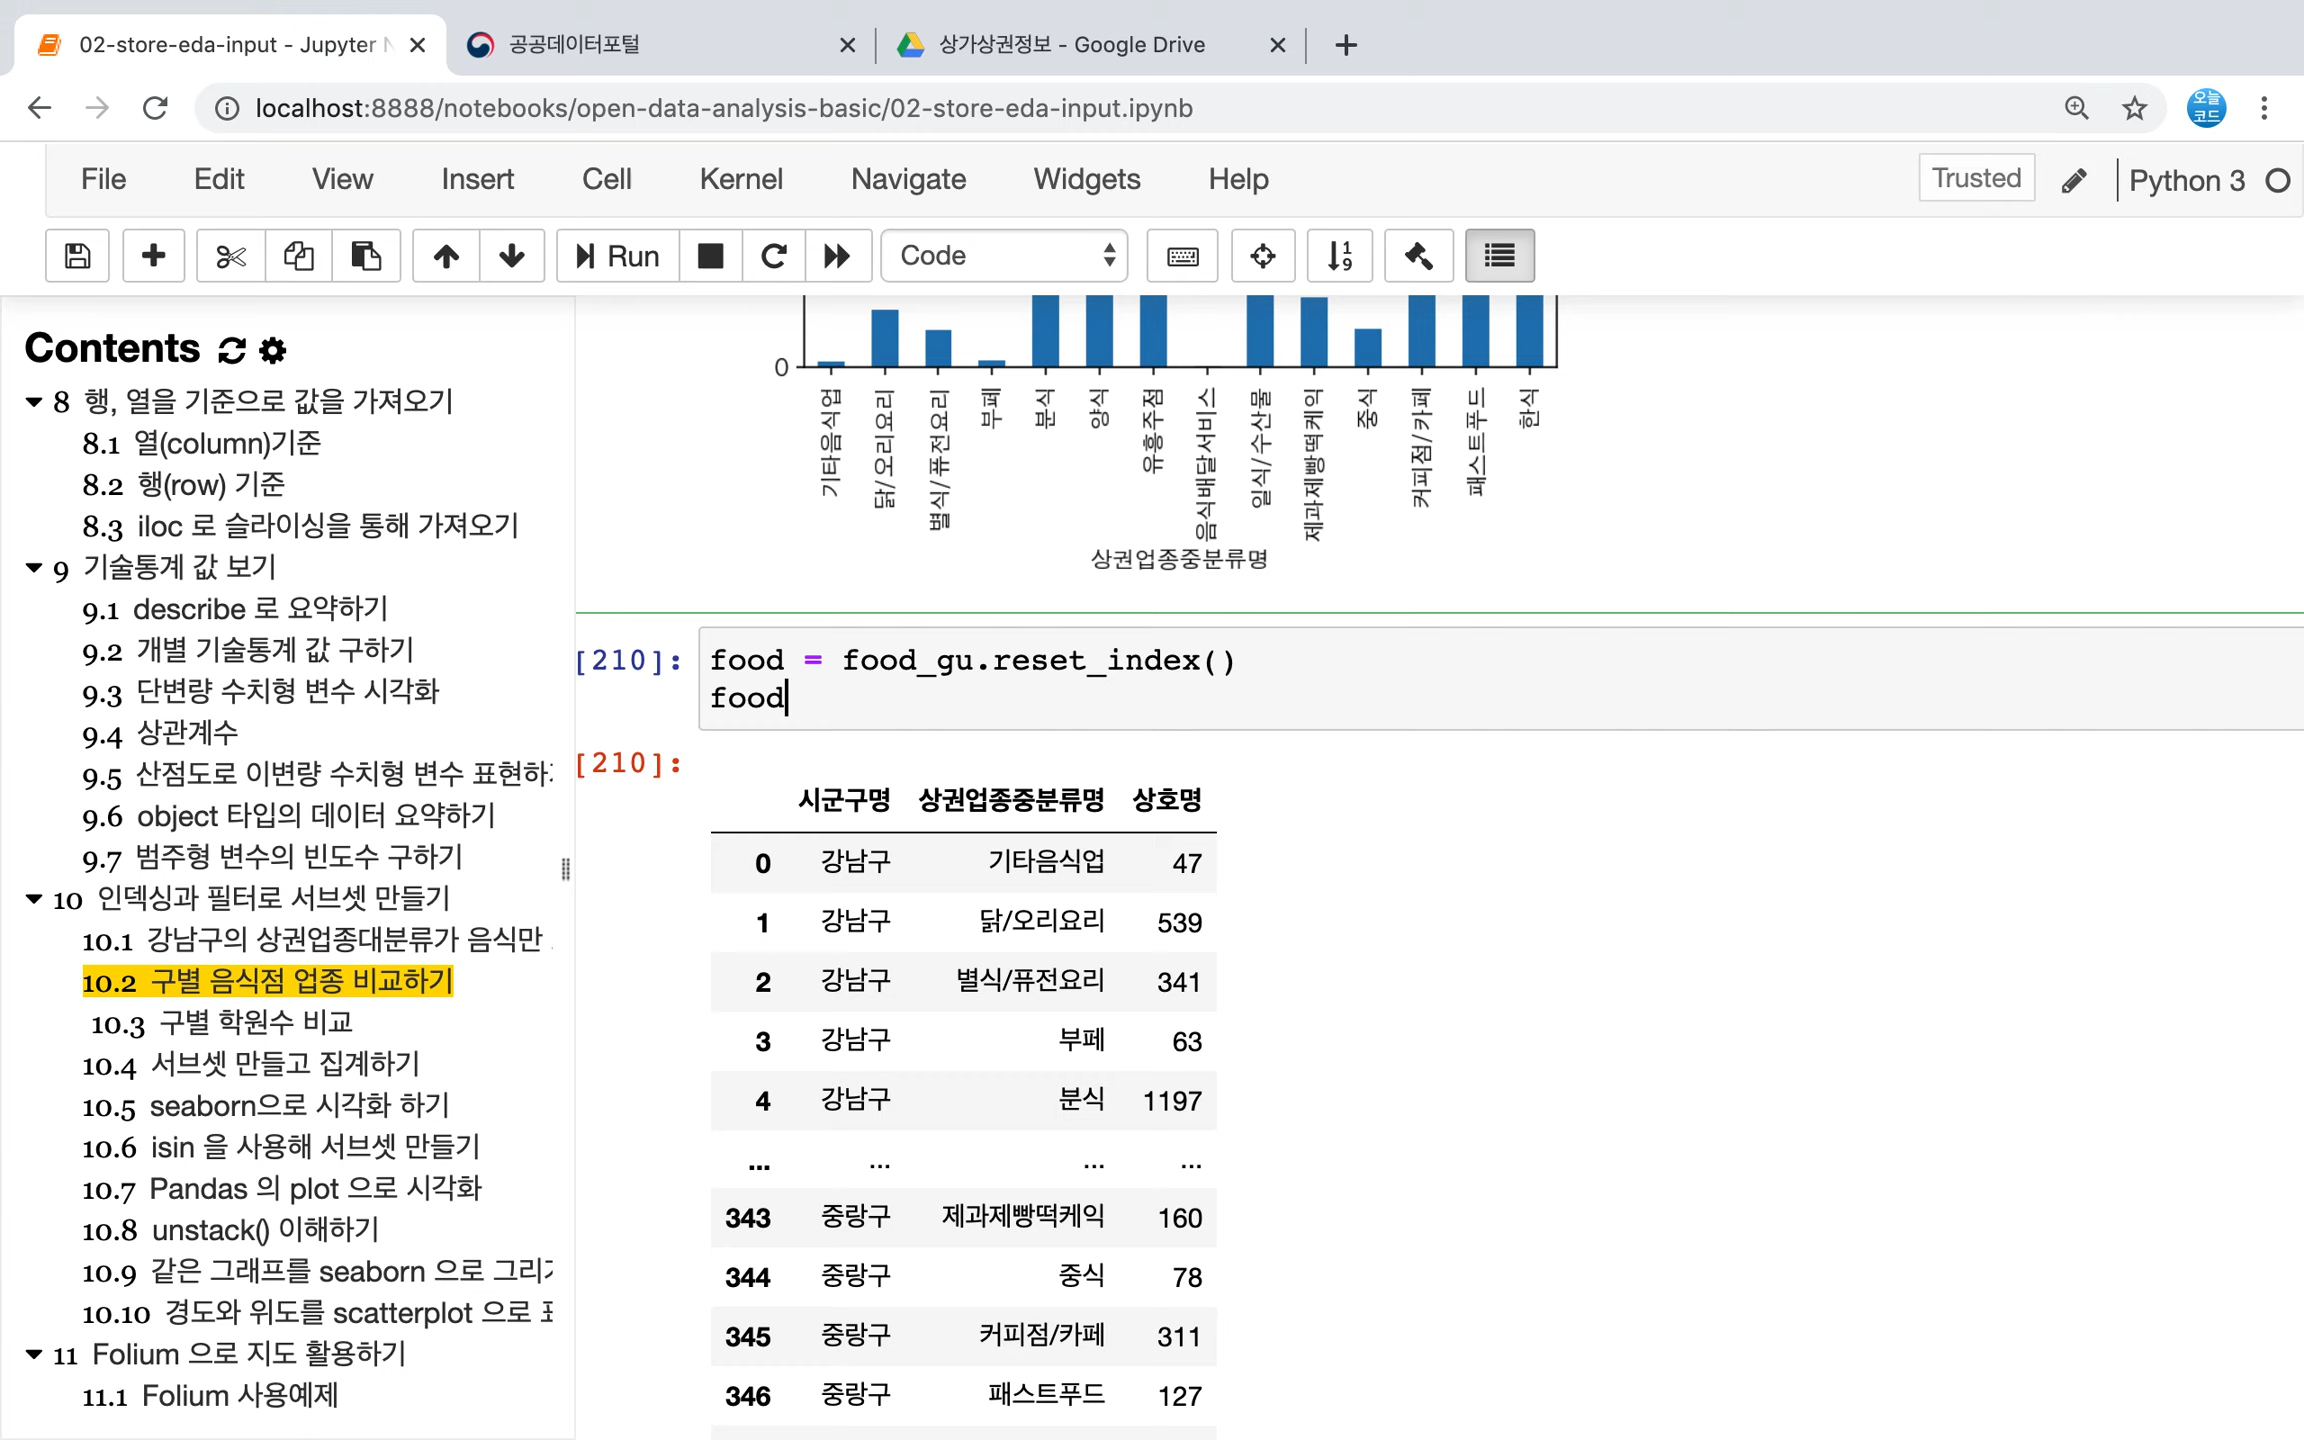 02-store-eda-input - Jupyter N
공공데이터포털
상가상권정보 - Google Drive
localhost:8888/notebooks/open-data-analysis-basic/02-store-eda-input.ipynb
오늘
코드
File Edit View Insert Cell Kernel Navigate Widgets Help
Trusted
Python 3
Run
Code
Contents
8 행, 열을 기준으로 값을 가져오기
8.1 열(column)기준
8.2 행(row) 기준
8.3 iloc 로 슬라이싱을 통해 가져오기
9 기술통계 값 보기
9.1 describe 로 요약하기
9.2 개별 기술통계 값 구하기
9.3 단변량 수치형 변수 시각화
9.4 상관계수
9.5 산점도로 이변량 수치형 변수 표현하
9.6 object 타입의 데이터 요약하기
9.7 범주형 변수의 빈도수 구하기
10 인덱싱과 필터로 서브셋 만들기
10.1 강남구의 상권업종대분류가 음식만
10.2 구별 음식점 업종 비교하기
10.3 구별 학원수 비교
10.4 서브셋 만들고 집계하기
10.5 seaborn으로 시각화 하기
10.6 isin 을 사용해 서브셋 만들기
10.7 Pandas 의 plot 으로 시각화
10.8 unstack() 이해하기
10.9 같은 그래프를 seaborn 으로 그리
10.10 경도와 위도를 scatterplot 으로
11 Folium 으로 지도 활용하기
11.1 Folium 사용예제
0
기타음식업
닭/오리요리
별식/퓨전요리
부페
분식
양식
유흥주점
음식배달서비스
일식/수산물
제과제빵떡케익
중식
커피점/카페
패스트푸드
한식
상권업종중분류명
[210]: food = food_gu.reset_index()
food
[210]:
시군구명 상권업종중분류명 상호명
0 강남구 기타음식업 47
1 강남구 닭/오리요리 539
2 강남구 별식/퓨전요리 341
3 강남구 부페 63
4 강남구 분식 1197
... ... ... ...
343 중랑구 제과제빵떡케익 160
344 중랑구 중식 78
345 중랑구 커피점/카페 311
346 중랑구 패스트푸드 127